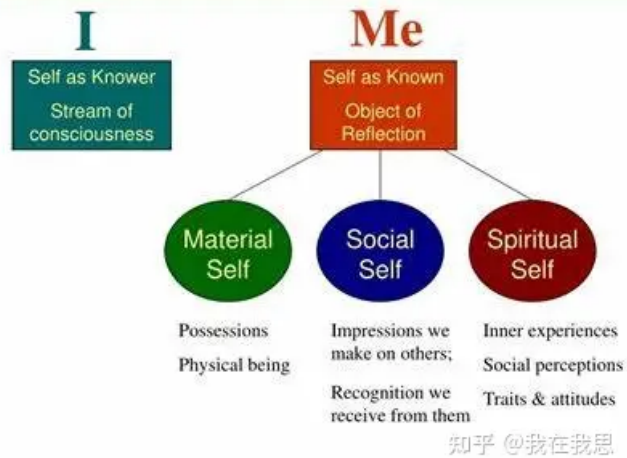 I
Self as Knower
Stream of
consciousness
Me
Self as Known
Object of
Reflection
Material
Self
Social
Self
Spiritual
Self
Possessions
Physical being
Impressions we
make on others;
Recognition we
receive from them
Inner experiences
Social perceptions
Traits & attitudes
知乎 @我在我思